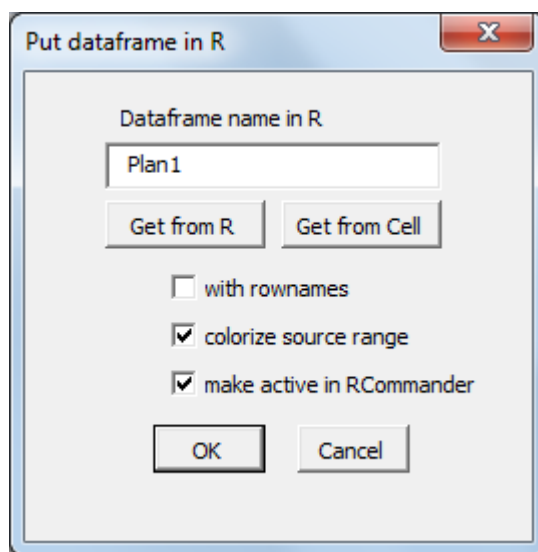 Put dataframe in R
Dataframe name in R
Plan1
Get from R Get from Cell
with rownames
colorize source range
make active in RCommander
OK Cancel